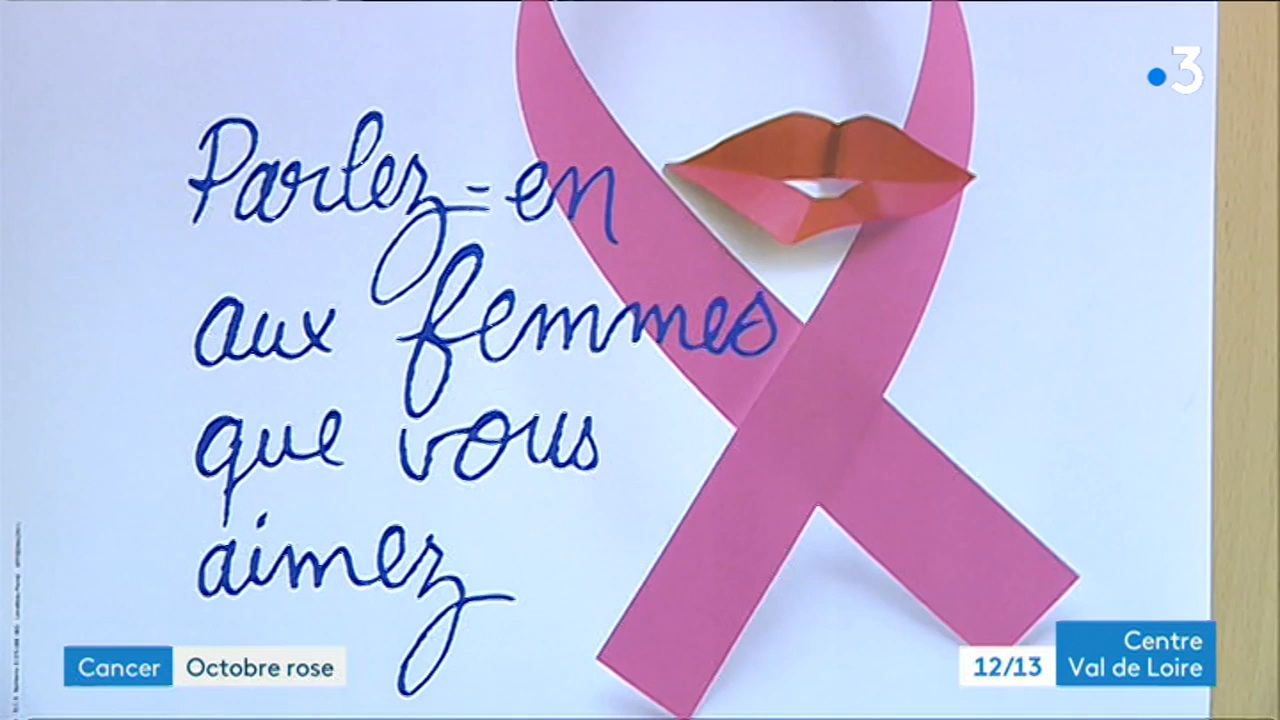 3
Parlez-en
aux femmes
que vous
aimez
Cancer Octobre rose
12/13 Centre
Val de Loire